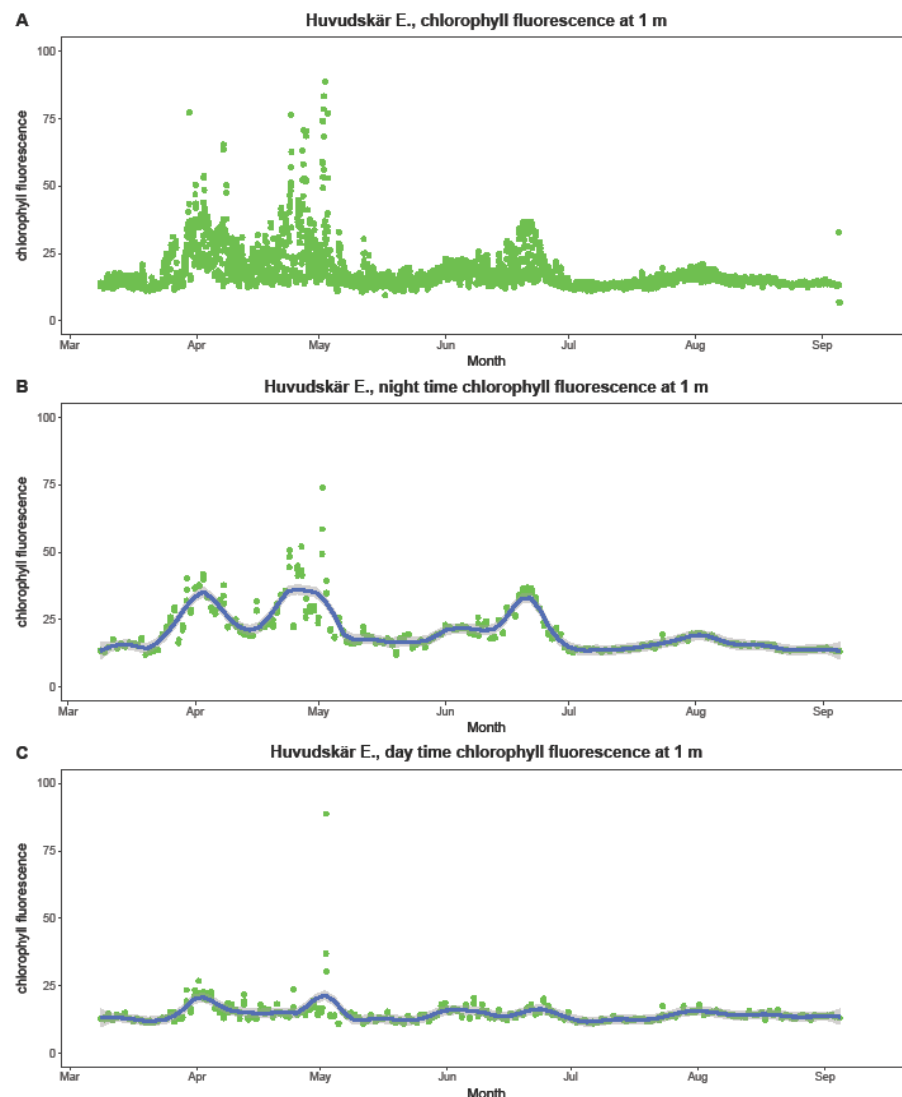 A
Huvudskär E., chlorophyll fluorescence at 1 m
100
75
50
25
0
chlorophyll fluorescence
Mar Apr May Jun Jul Aug Sep
Month
B
Huvudskär E., night time chlorophyll fluorescence at 1 m
100
75
50
25
0
chlorophyll fluorescence
Mar Apr May Jun Jul Aug Sep
Month
C
Huvudskär E., day time chlorophyll fluorescence at 1 m
100
75
50
25
0
chlorophyll fluorescence
Mar Apr May Jun Jul Aug Sep
Month